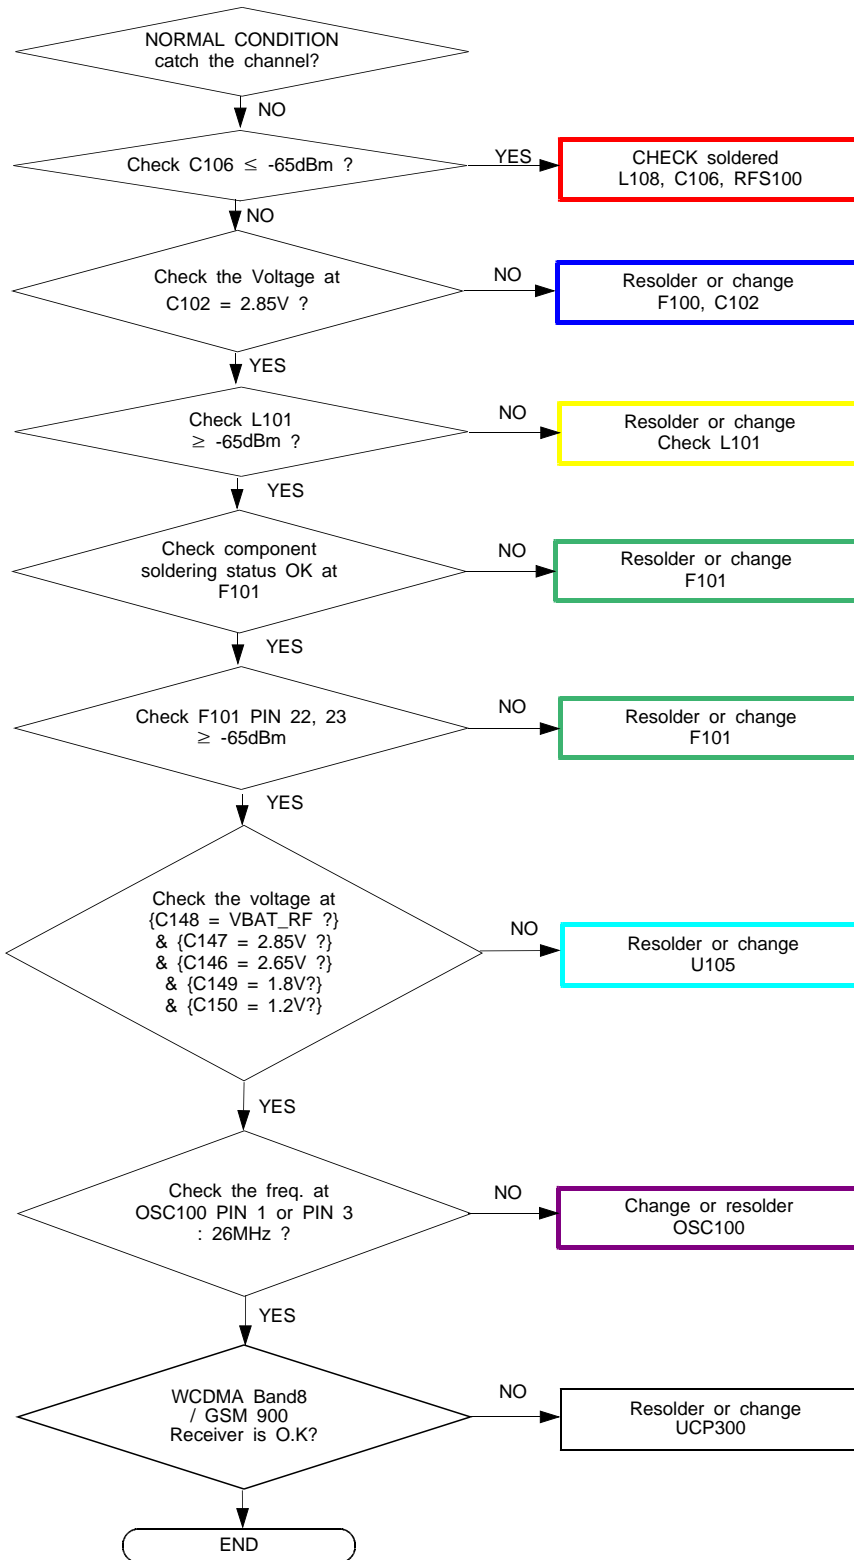 NORMAL CONDITION
catch the channel?
NO
Check C106 ≤ -65dBm ?
YES
CHECK soldered
L108, C106, RFS100
NO
Check the Voltage at
C102 = 2.85V ?
NO
Resolder or change
F100, C102
YES
Check L101
≥ -65dBm ?
NO
Resolder or change
Check L101
YES
Check component
soldering status OK at
F101
NO
Resolder or change
F101
YES
Check F101 PIN 22, 23
≥ -65dBm
NO
Resolder or change
F101
YES
Check the voltage at
{C148 = VBAT_RF ?}
& {C147 = 2.85V ?}
& {C146 = 2.65V ?}
& {C149 = 1.8V?}
& {C150 = 1.2V?}
NO
Resolder or change
U105
YES
Check the freq. at
OSC100 PIN 1 or PIN 3
: 26MHz ?
NO
Change or resolder
OSC100
YES
WCDMA Band8
/ GSM 900
Receiver is O.K?
NO
Resolder or change
UCP300
END